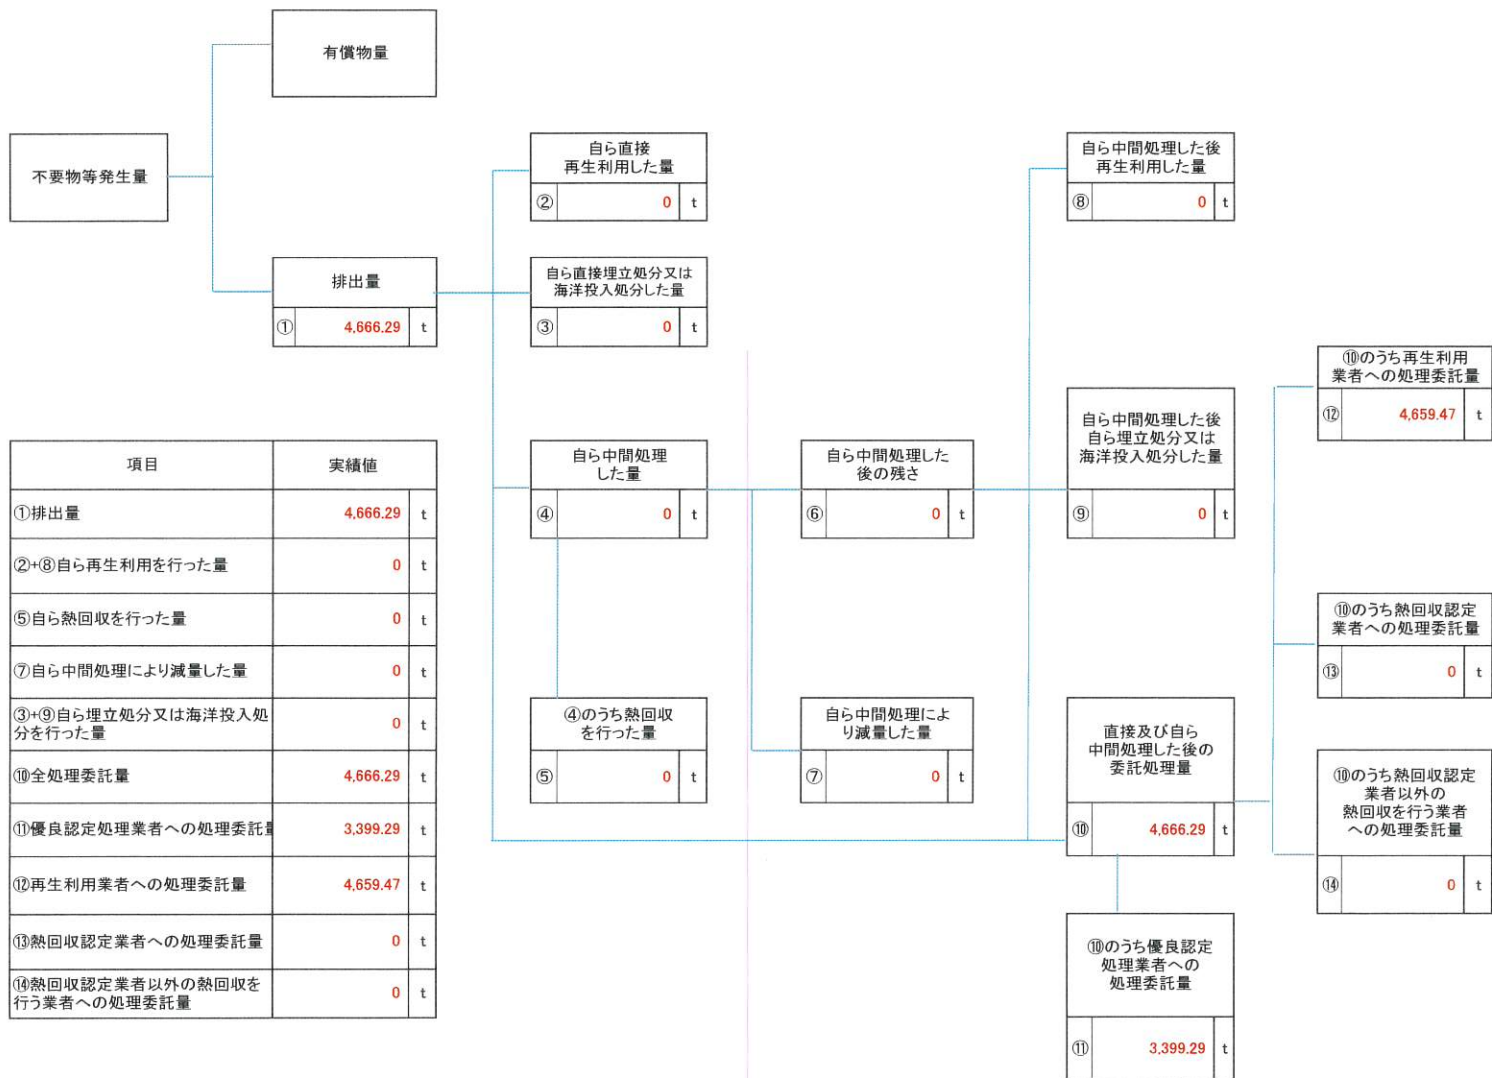 有償物量
不要物等発生量
排出量
① 4,666.29 t
自ら直接
再生利用した量
② 0 t
自ら直接埋立処分又は
海洋投入処分した量
③ 0 t
自ら中間処理
した量
④ 0 t
④のうち熱回収
を行った量
⑤ 0 t
自ら中間処理した
後の残さ
⑥ 0 t
自ら中間処理によ
り減量した量
⑦ 0 t
自ら中間処理した後
再生利用した量
⑧ 0 t
自ら中間処理した後
自ら埋立処分又は
海洋投入処分した量
⑨ 0 t
直接及び自ら
中間処理した後の
委託処理量
⑩ 4,666.29 t
⑩のうち優良認定
処理業者への
処理委託量
⑪ 3,399.29 t
⑩のうち再生利用
業者への処理委託量
⑫ 4,659.47 t
⑩のうち熱回収認定
業者への処理委託量
⑬ 0 t
⑩のうち熱回収認定
業者以外の
熱回収を行う業者
への処理委託量
⑭ 0 t
項目 実績値
①排出量 4,666.29 t
②+⑧自ら再生利用を行った量 0 t
⑤自ら熱回収を行った量 0 t
⑦自ら中間処理により減量した量 0 t
③+⑨自ら埋立処分又は海洋投入処
分を行った量 0 t
⑩全処理委託量 4,666.29 t
⑪優良認定処理業者への処理委託量 3,399.29 t
⑫再生利用業者への処理委託量 4,659.47 t
⑬熱回収認定業者への処理委託量 0 t
⑭熱回収認定業者以外の熱回収を
行う業者への処理委託量 0 t